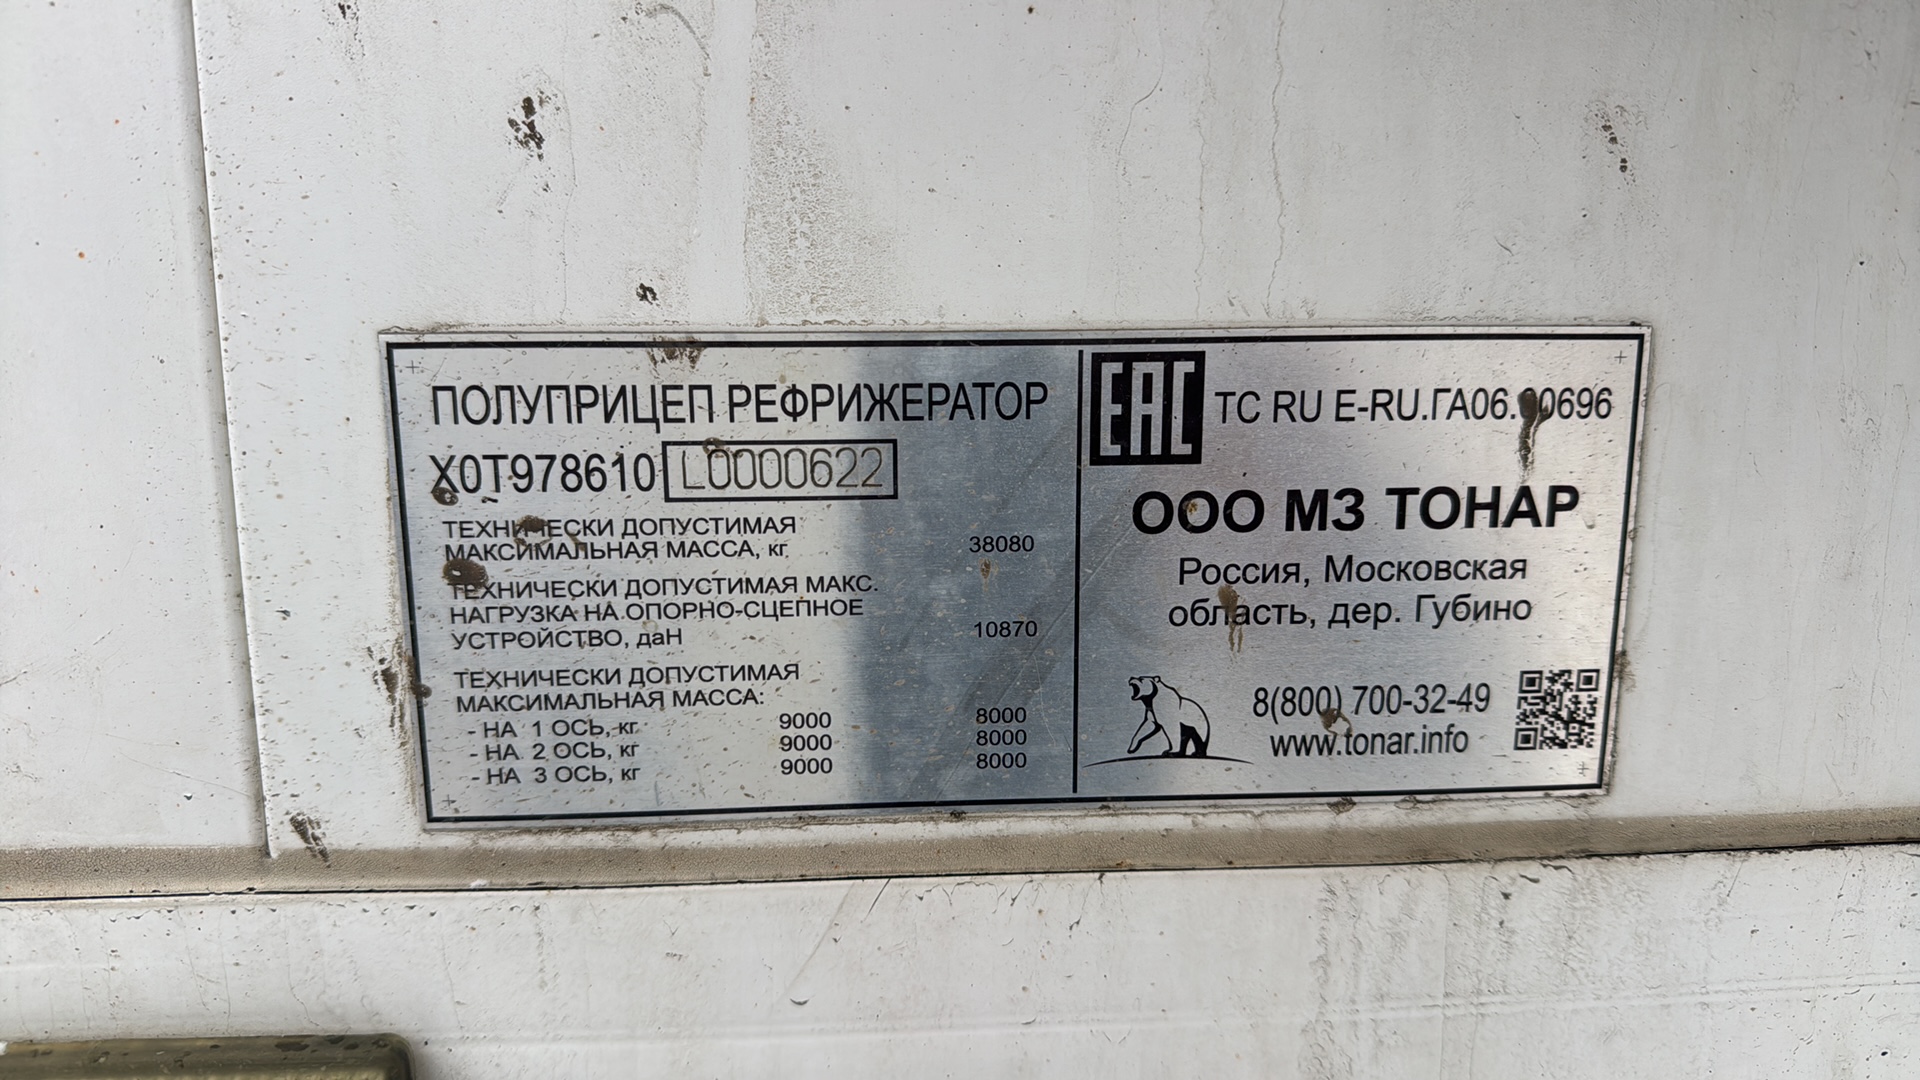 ПОЛУПРИЦЕП РЕФРИЖЕРАТОР
X0T978610 L0000622
ТЕХНИЧЕСКИ ДОПУСТИМАЯ
МАКСИМАЛЬНАЯ МАССА, кг 38080
ТЕХНИЧЕСКИ ДОПУСТИМАЯ МАКС.
НАГРУЗКА НА ОПОРНО-СЦЕПНОЕ
УСТРОЙСТВО, даН 10870
ТЕХНИЧЕСКИ ДОПУСТИМАЯ
МАКСИМАЛЬНАЯ МАССА:
- НА 1 ОСЬ, кг 9000 8000
- НА 2 ОСЬ, кг 9000 8000
- НА 3 ОСЬ, кг 9000 8000
EAC TC RU E-RU.ГА06.00696
ООО МЗ ТОНАР
Россия, Московская
область, дер. Губино
8(800) 700-32-49
www.tonar.info